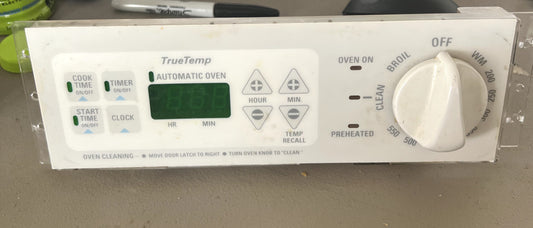 Sharpie
TrueTemp
COOK
TIME
ON/OFF
TIMER
ON/OFF
AUTOMATIC OVEN
START
TIME
ON/OFF
CLOCK
HR MIN
HOUR
MIN.
TEMP
RECALL
OVEN CLEANING - ● MOVE DOOR LATCH TO RIGHT ● TURN OVEN KNOB TO "CLEAN."
OVEN ON
CLEAN
PREHEATED
OFF
BROIL
WM
200
250
500
550